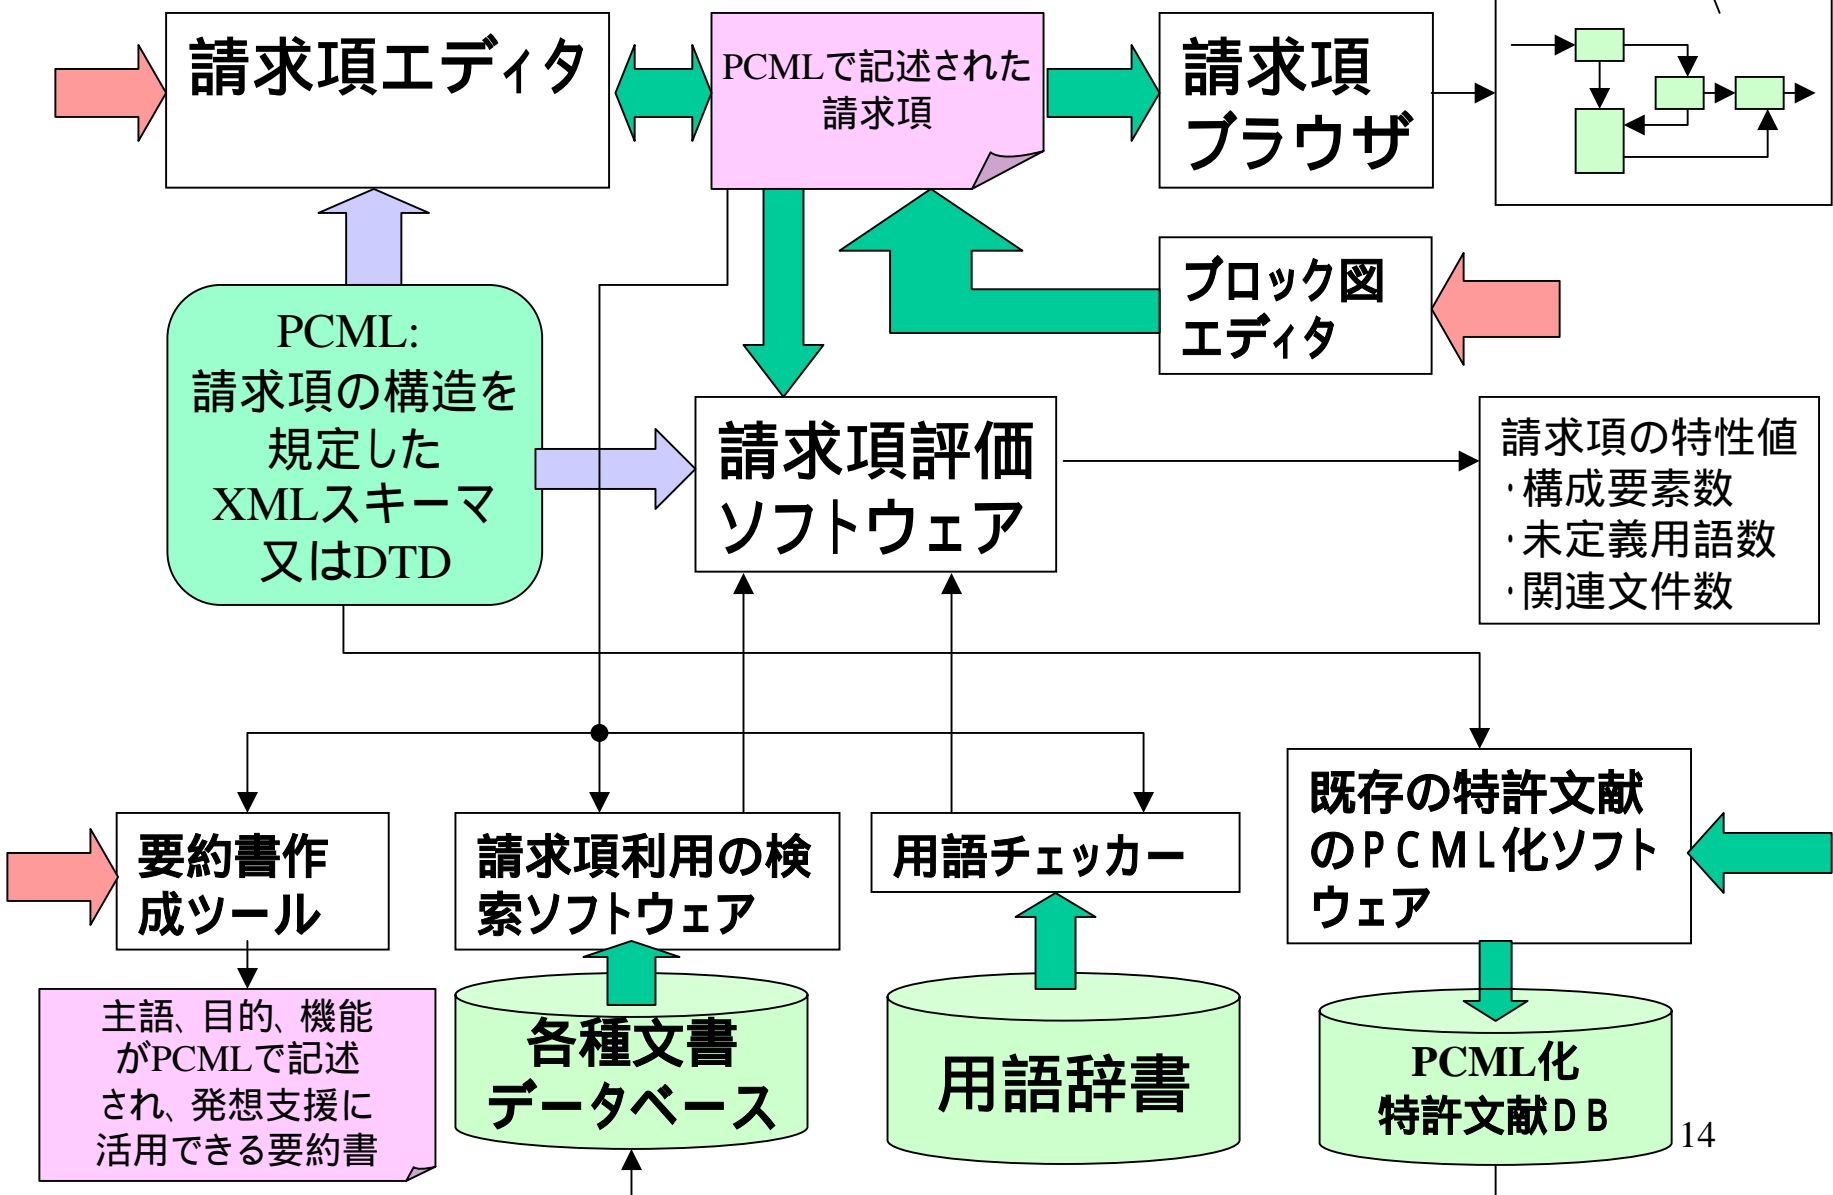 請求項エディタ
PCMLで記述された
請求項
請求項
ブラウザ
ブロック図
エディタ
PCML:
請求項の構造を
規定した
XMLスキーマ
又はDTD
請求項評価
ソフトウェア
請求項の特性値
・構成要素数
・未定義用語数
・関連文件数
要約書作
成ツール
請求項利用の検
索ソフトウェア
用語チェッカー
既存の特許文献
のPCML化ソフト
ウェア
主語、目的、機能
がPCMLで記述
され、発想支援に
活用できる要約書
各種文書
データベース
用語辞書
PCML化
特許文献DB
14